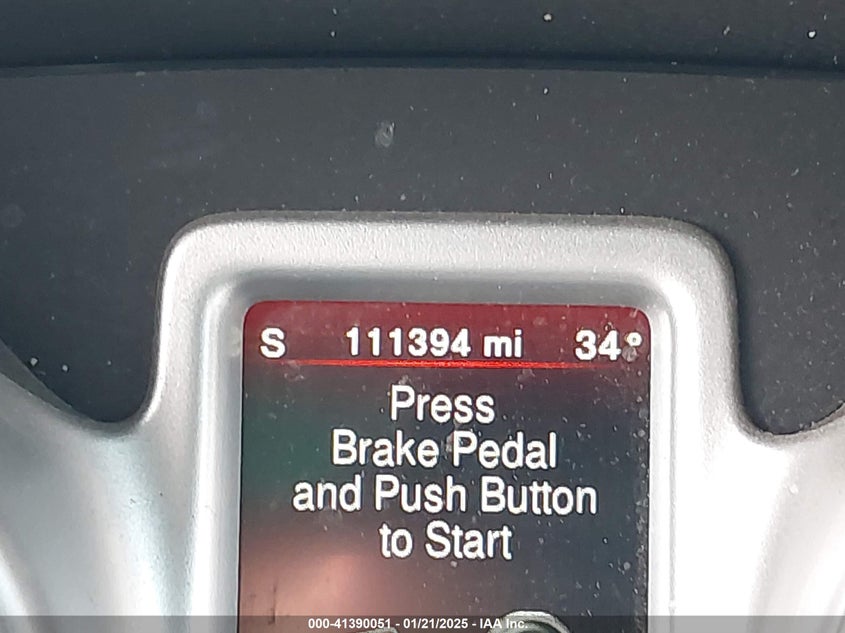 S 111394 mi 34°
Press
Brake Pedal
and Push Button
to Start
000-41390051 - 01/21/2025 - IAA Inc.